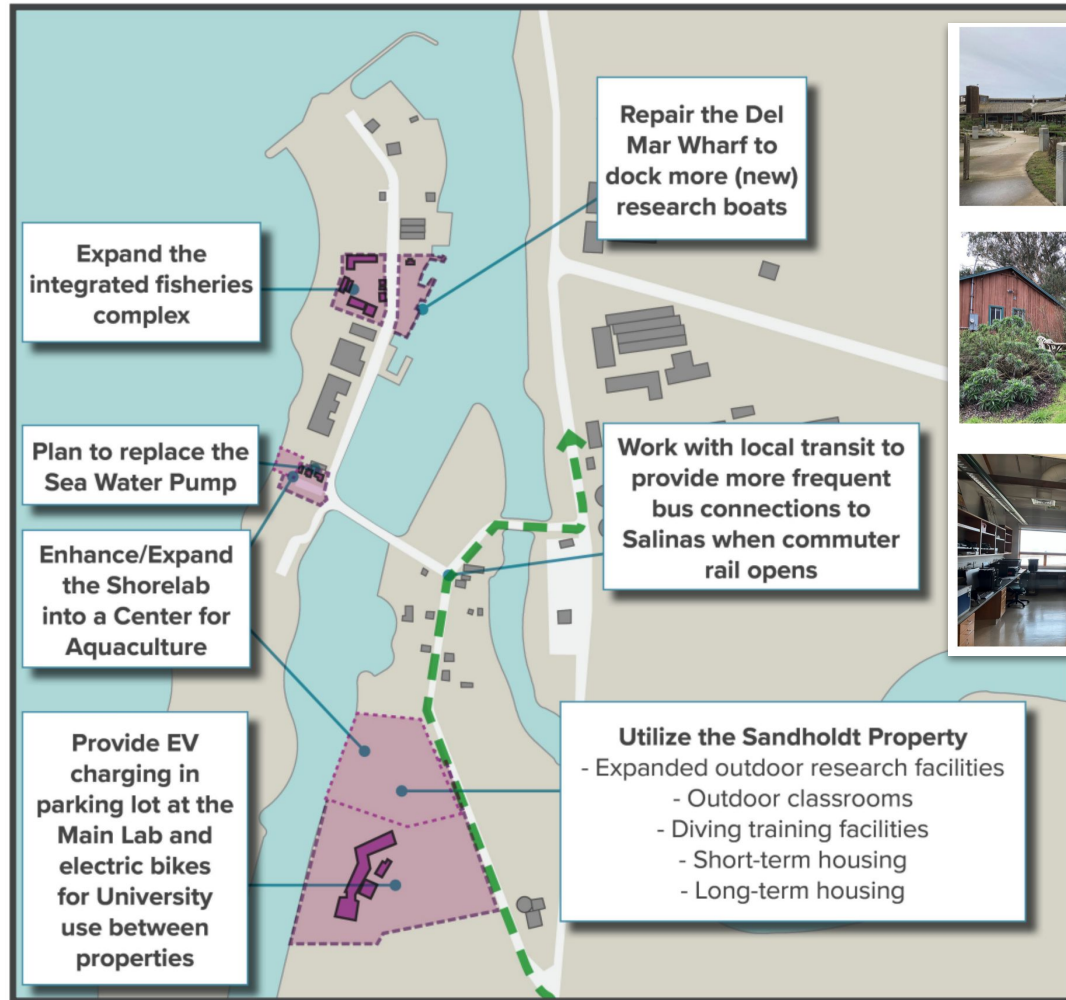 Repair the Del
Mar Wharf to
dock more (new)
research boats
Expand the
integrated fisheries
complex
Plan to replace the
Sea Water Pump
Work with local transit to
provide more frequent
bus connections to
Salinas when commuter
rail opens
Enhance/Expand
the Shorelab
into a Center for
Aquaculture
Provide EV
charging in
parking lot at the
Main Lab and
electric bikes
for University
use between
properties
Utilize the Sandholdt Property
- Expanded outdoor research facilities
- Outdoor classrooms
- Diving training facilities
- Short-term housing
- Long-term housing